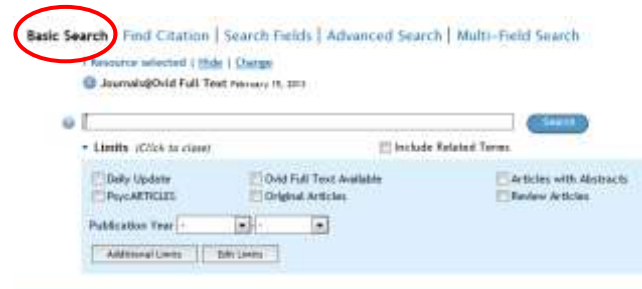 Basic Search | Find Citation | Search Fields | Advanced Search | Multi-Field Search
1 Resource selected | Hide | Change
Journals@Ovid Full Text February 15, 2013
Search
Limits (Click to close) Include Related Terms
Daily Update Ovid Full Text Available Articles with Abstracts
PsycARTICLES Original Articles Review Articles
Publication Year - -
Additional Limits Edit Limits